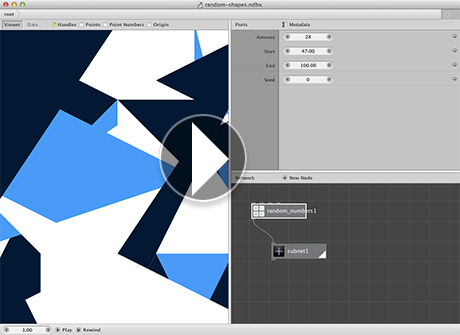 random-shapes.ndbx
root
Viewer Data Handles Points Point Numbers Origin
Ports Metadata
Amount 28
Start 47.00
End 100.00
Seed 0
Network New Node
random_numbers1
subnet1
1.00 Play Rewind